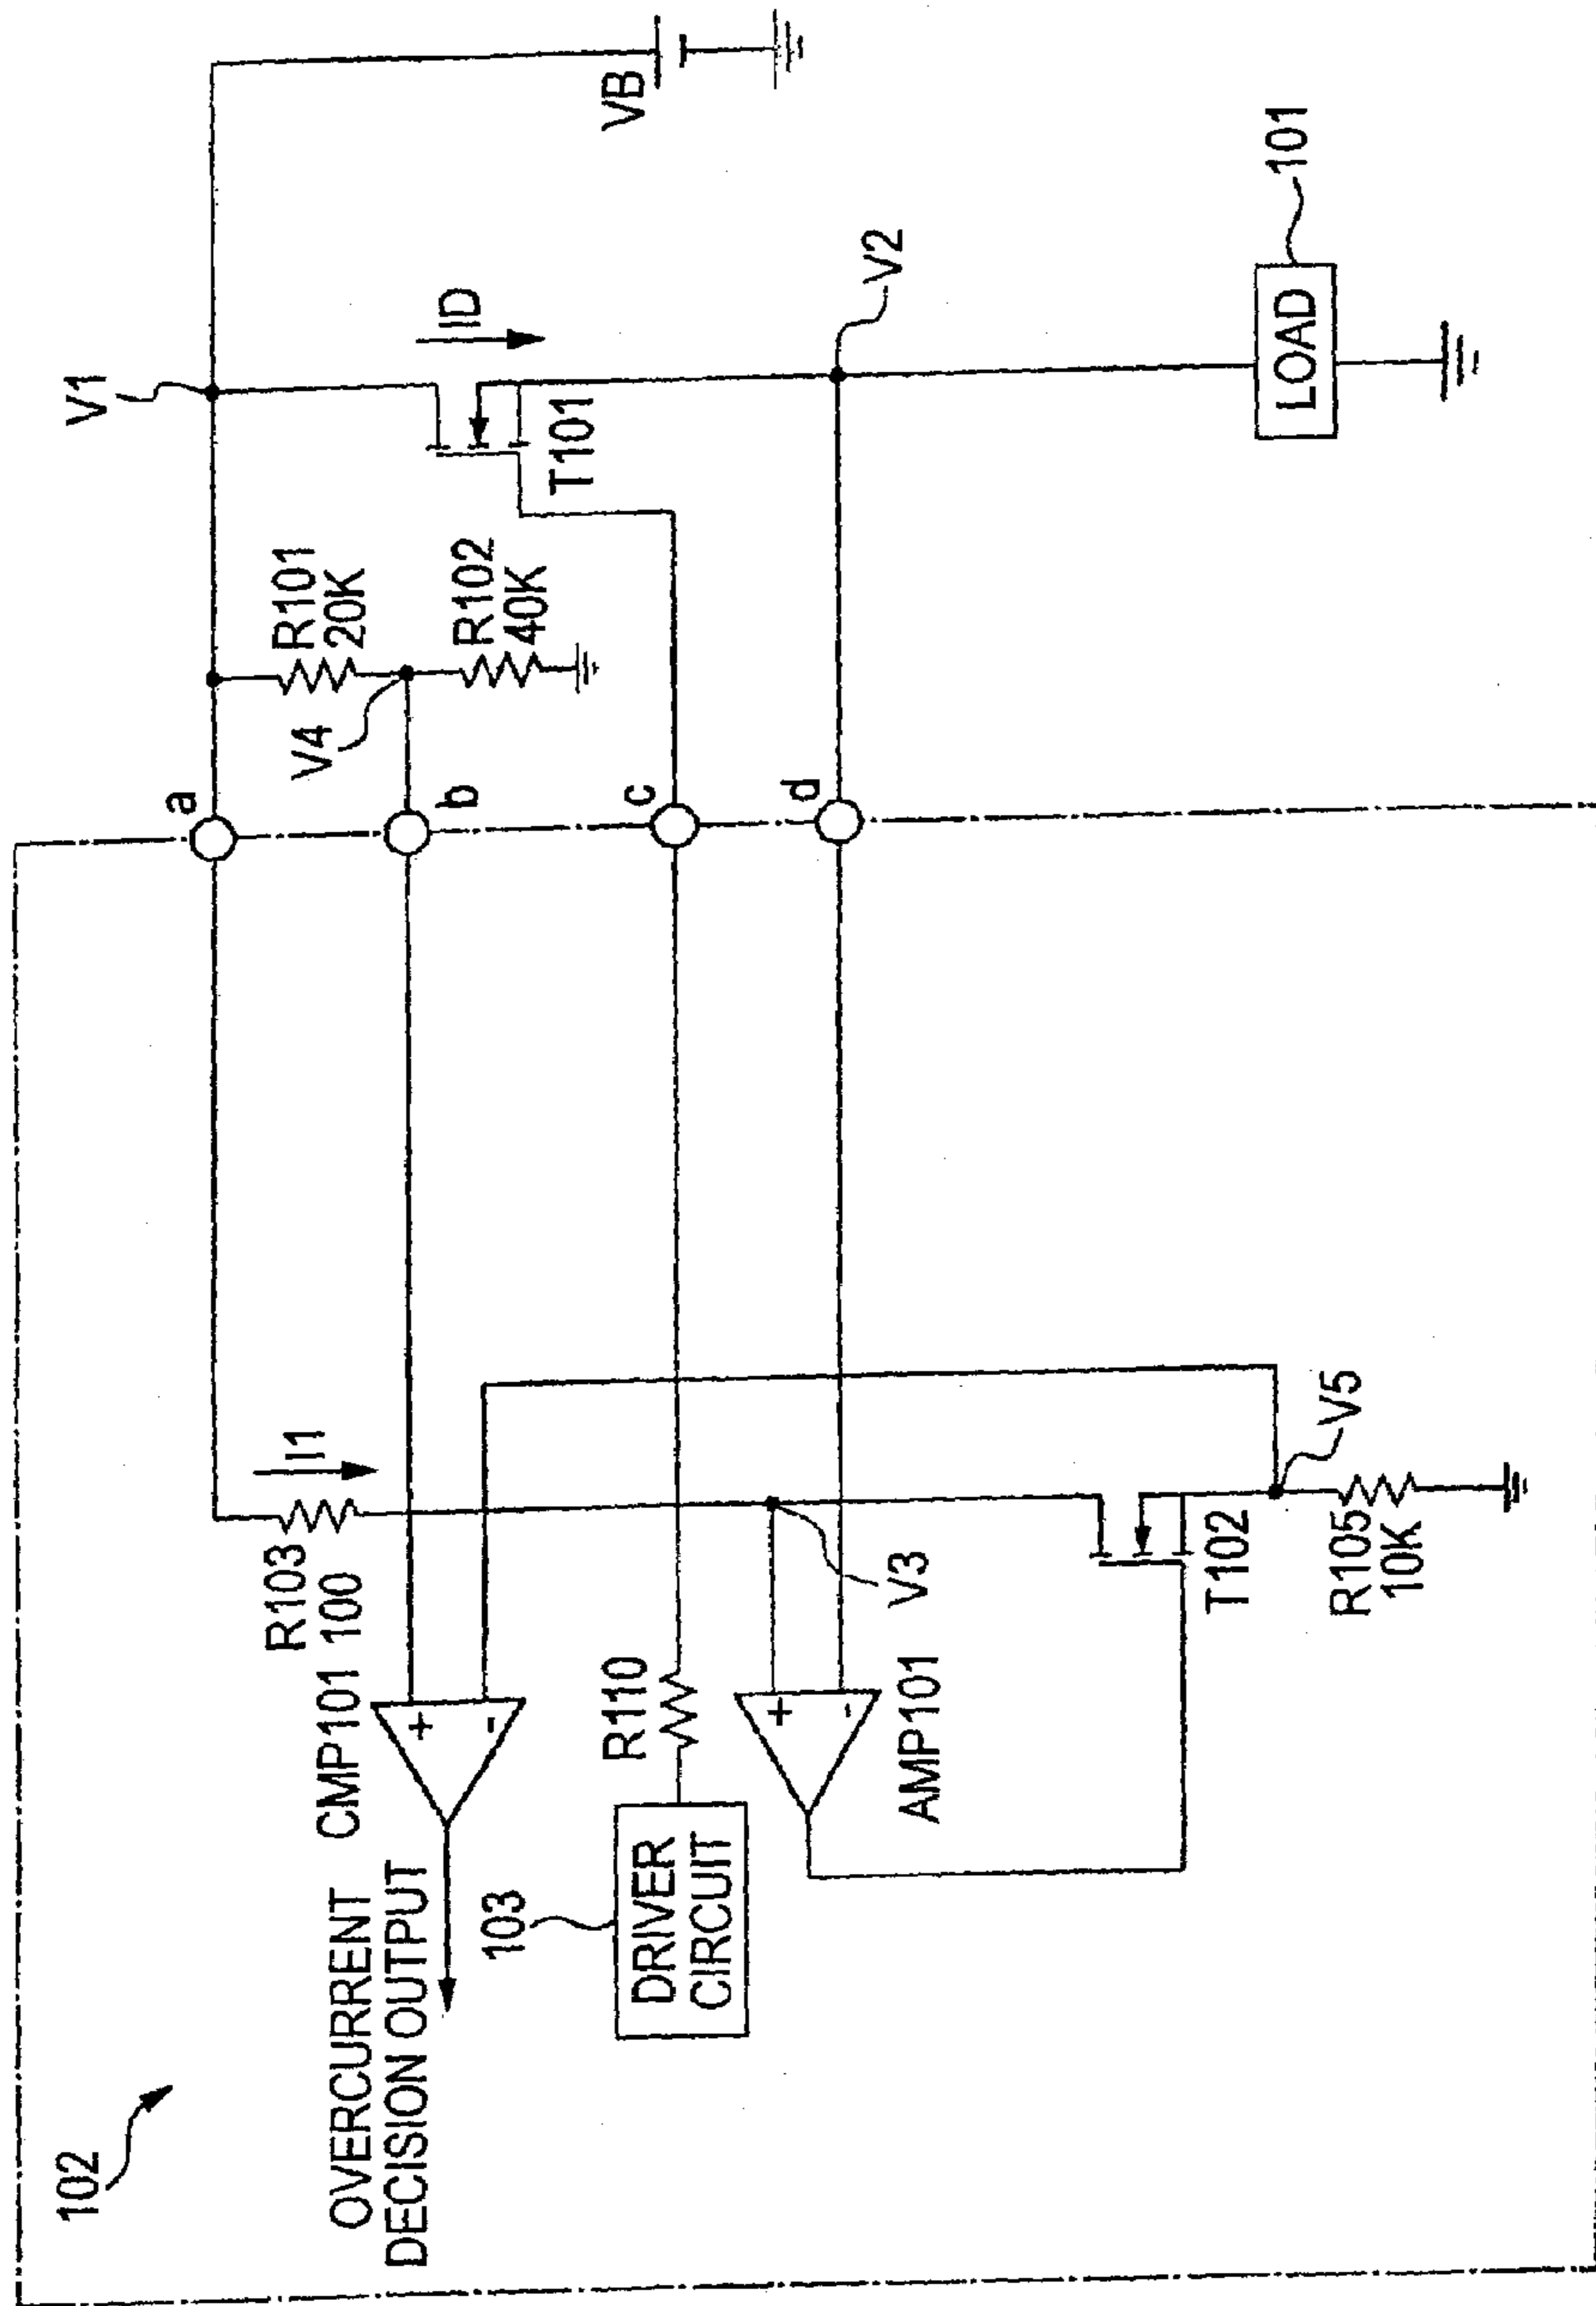 102
OVERCURRENT
DECISION OUTPUT
CMP101
+
-
R103
100
I1
103
DRIVER
CIRCUIT
R110
AMP101
+
-
V3
T102
V5
R105
10K
a
b
c
d
V4
R101
20K
R102
40K
V1
ID
T101
V2
VB
LOAD
101